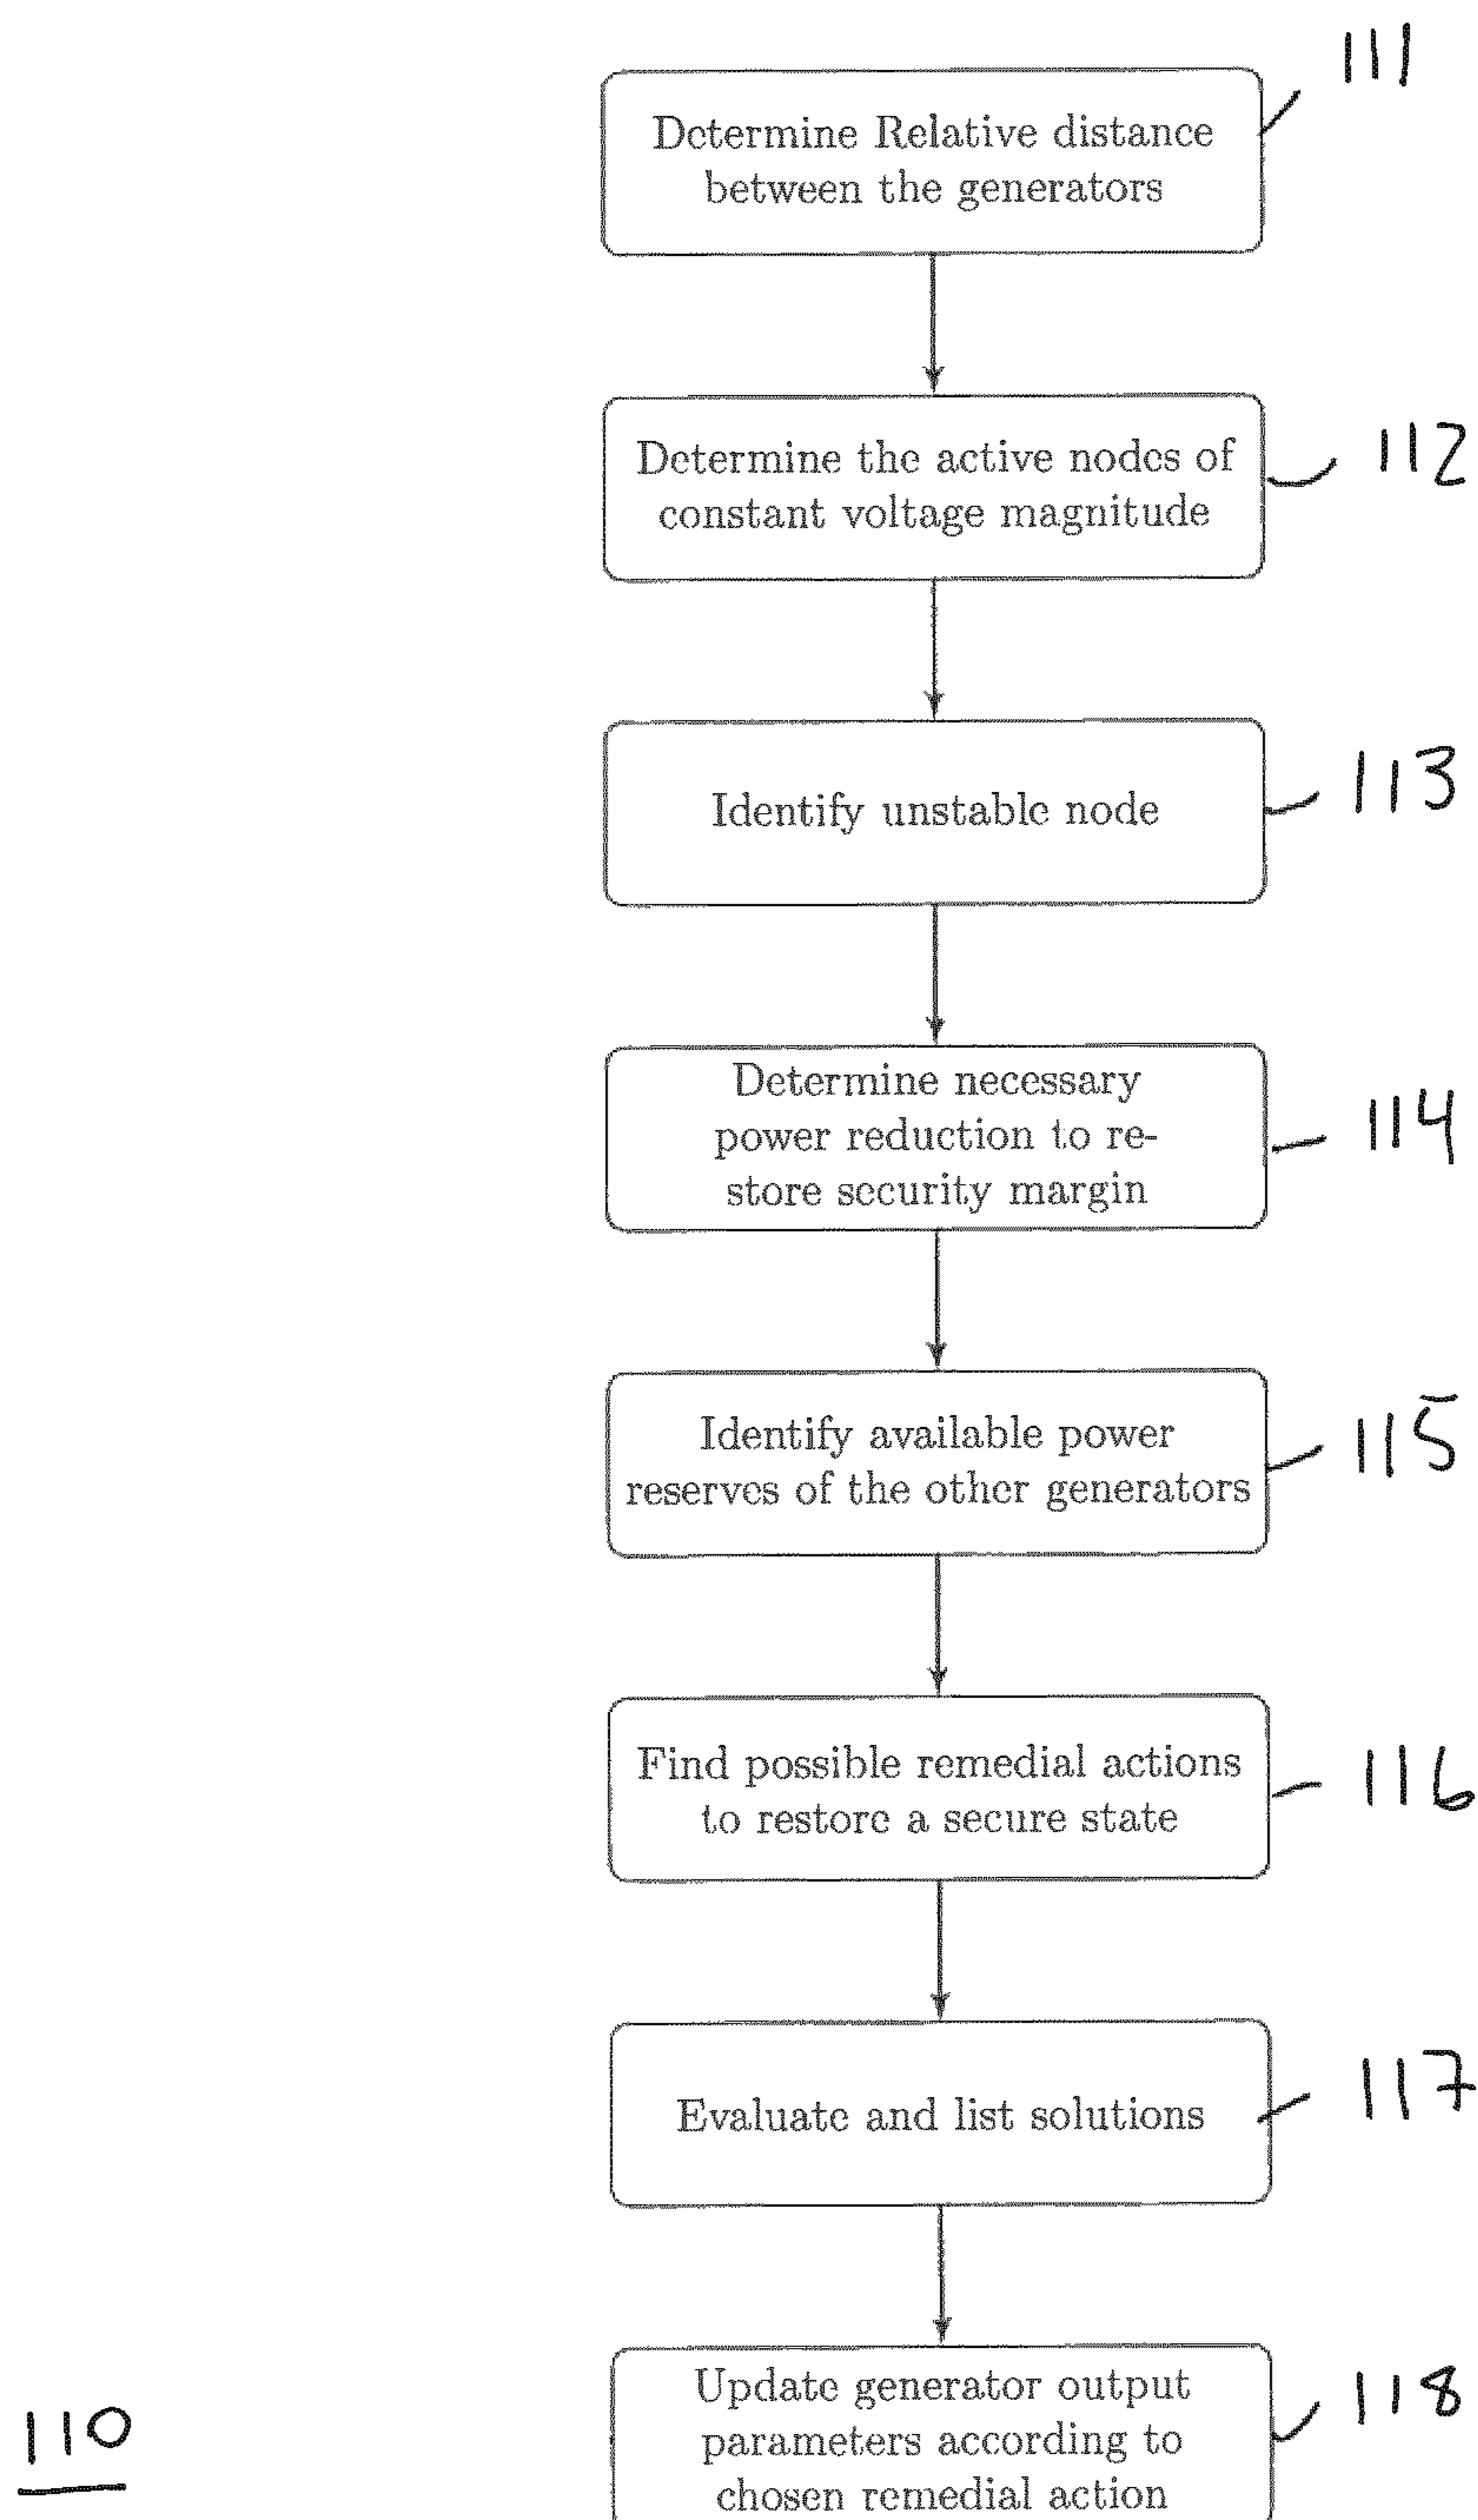 111
Determine Relative distance
between the generators
Determine the active nodes of
constant voltage magnitude
112
Identify unstable node
113
Determine necessary
power reduction to re-
store security margin
114
Identify available power
reserves of the other generators
115
Find possible remedial actions
to restore a secure state
116
Evaluate and list solutions
117
Update generator output
parameters according to
chosen remedial action
118
110